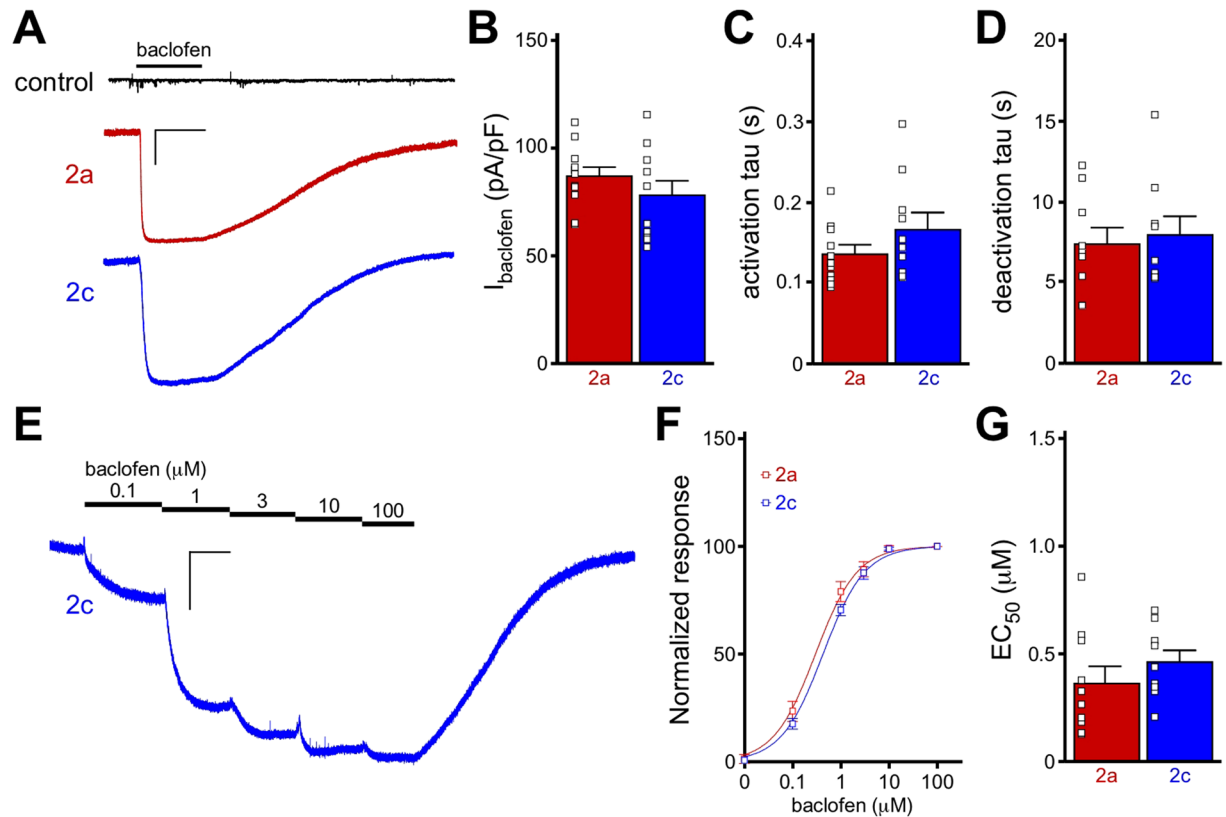 A
baclofen
control
2a
2c
B
150
100
50
0
I baclofen (pA/pF)
2a 2c
C
0.4
0.3
0.2
0.1
0
activation tau (s)
2a 2c
D
20
15
10
5
0
deactivation tau (s)
2a 2c
E
baclofen (μM)
0.1 1 3 10 100
2c
F
150
100
50
0
Normalized response
2a
2c
0 0.1 1 10 100
baclofen (μM)
G
1.5
1.0
0.5
0
EC50 (μM)
2a 2c